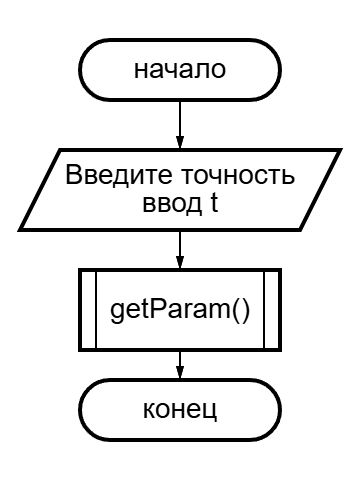 начало
Введите точность
ввод t
getParam()
конец